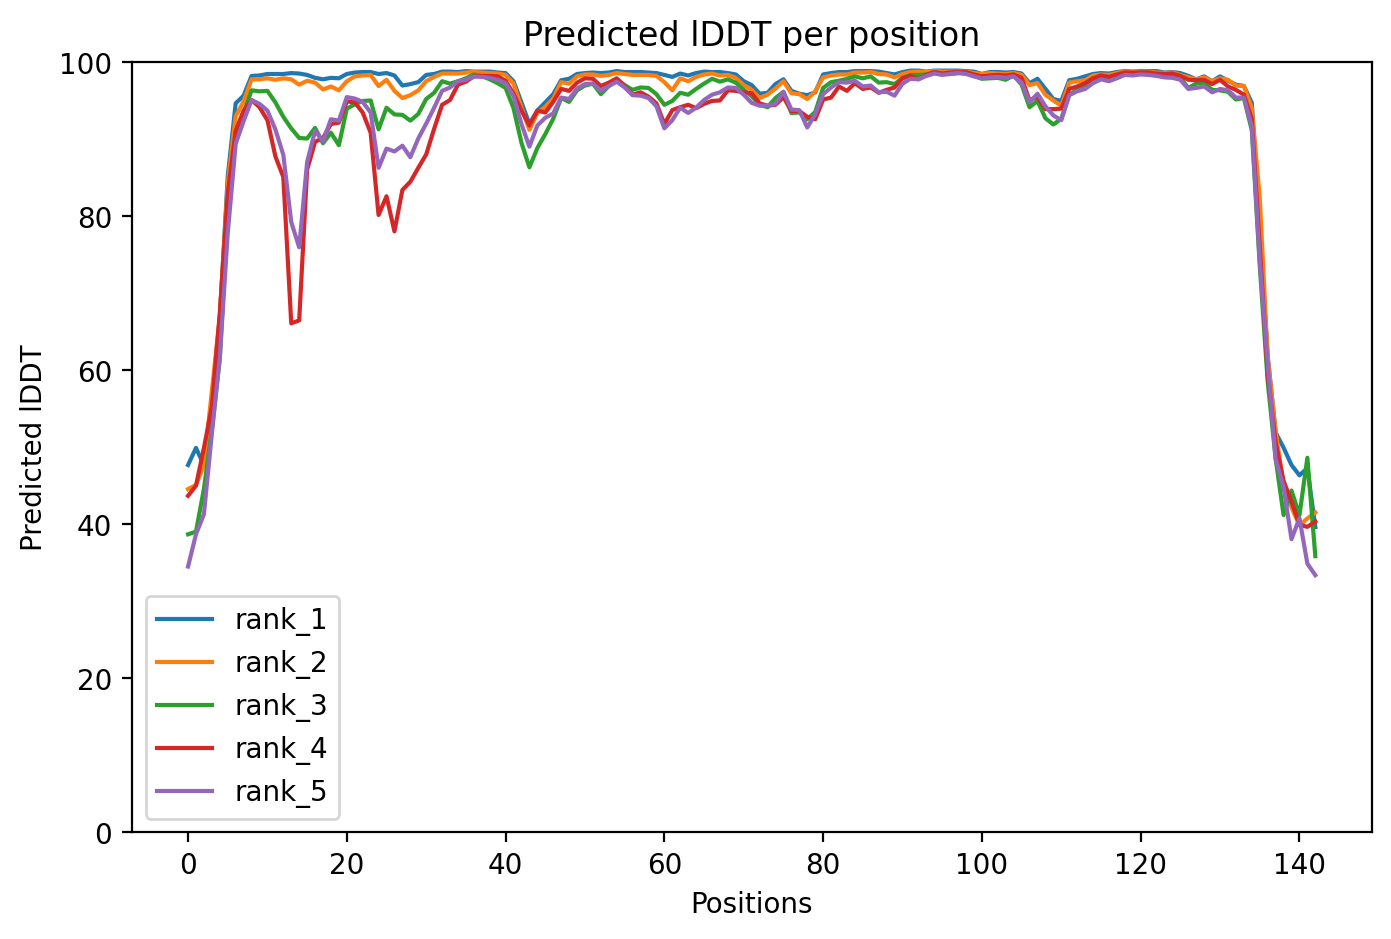 Predicted lDDT per position
Predicted lDDT
100
80
60
40
20
0
rank_1
rank_2
rank_3
rank_4
rank_5
0 20 40 60 80 100 120 140
Positions